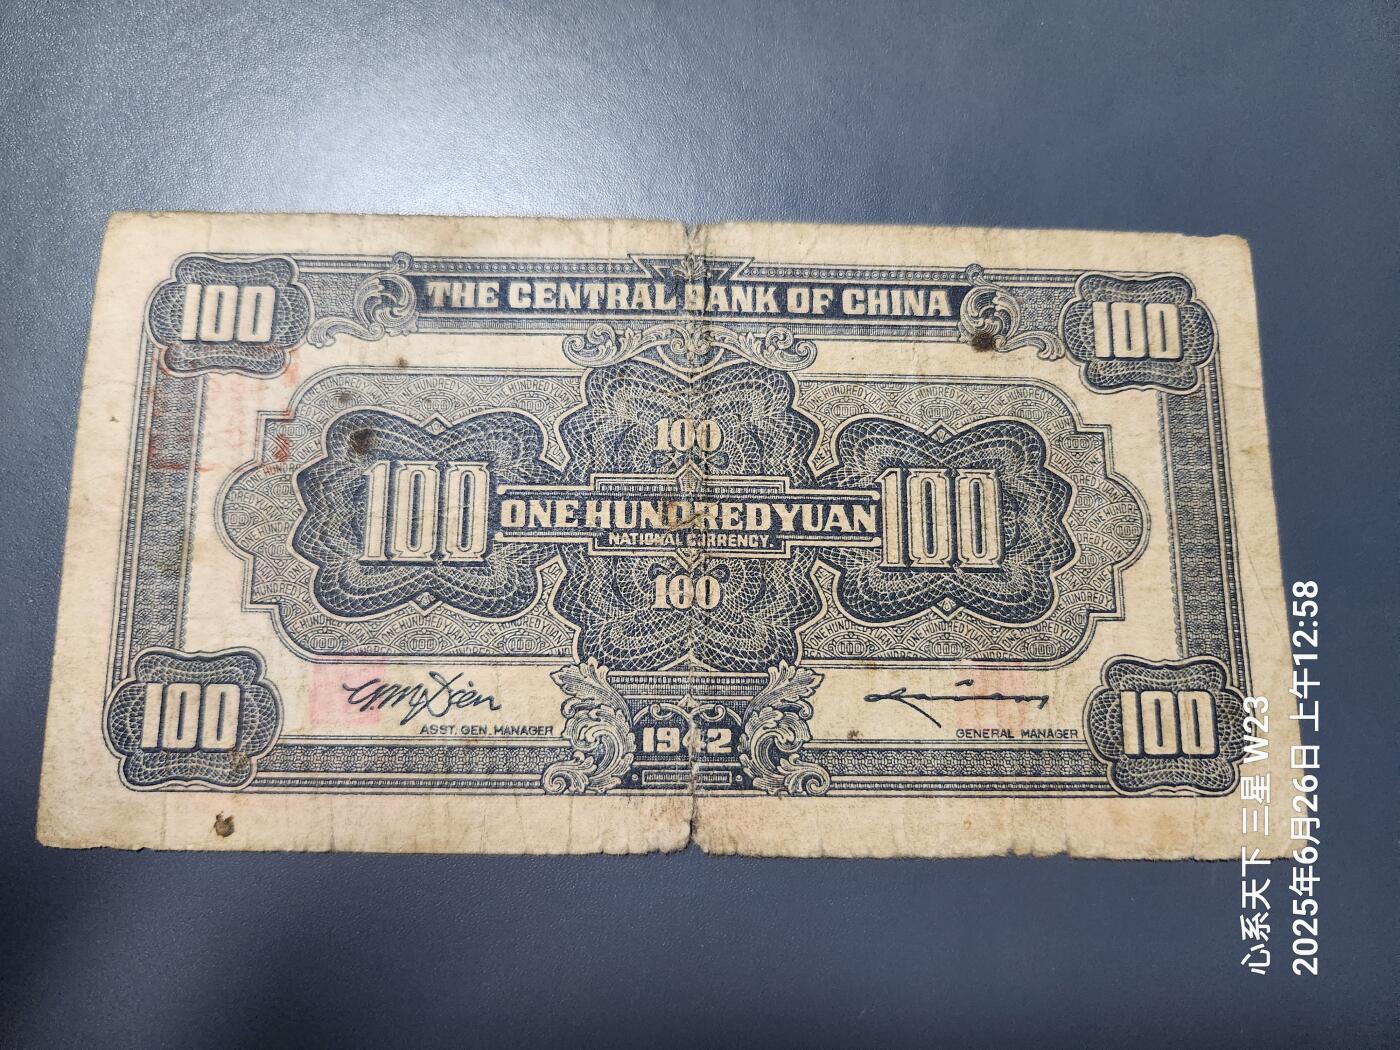 100
THE CENTRAL BANK OF CHINA
100
100
100
ONE HUNDRED YUAN
100
NATIONAL CURRENCY.
100
100
ASST. GEN. MANAGER
1942
GENERAL MANAGER
100
心系天下 三星 W23
2025年6月26日 上午12:58